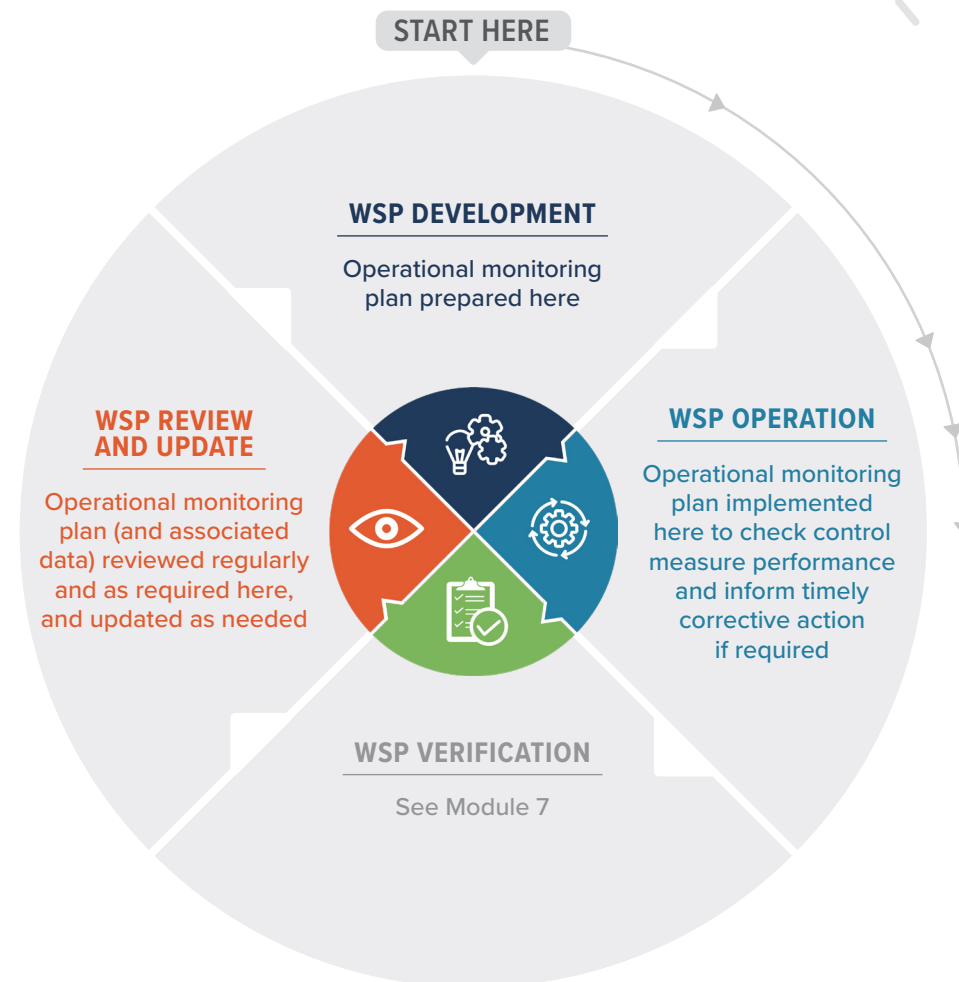 START HERE
WSP DEVELOPMENT
Operational monitoring
plan prepared here
WSP OPERATION
Operational monitoring
plan implemented
here to check control
measure performance
and inform timely
corrective action
if required
WSP VERIFICATION
See Module 7
WSP REVIEW
AND UPDATE
Operational monitoring
plan (and associated
data) reviewed regularly
and as required here,
and updated as needed